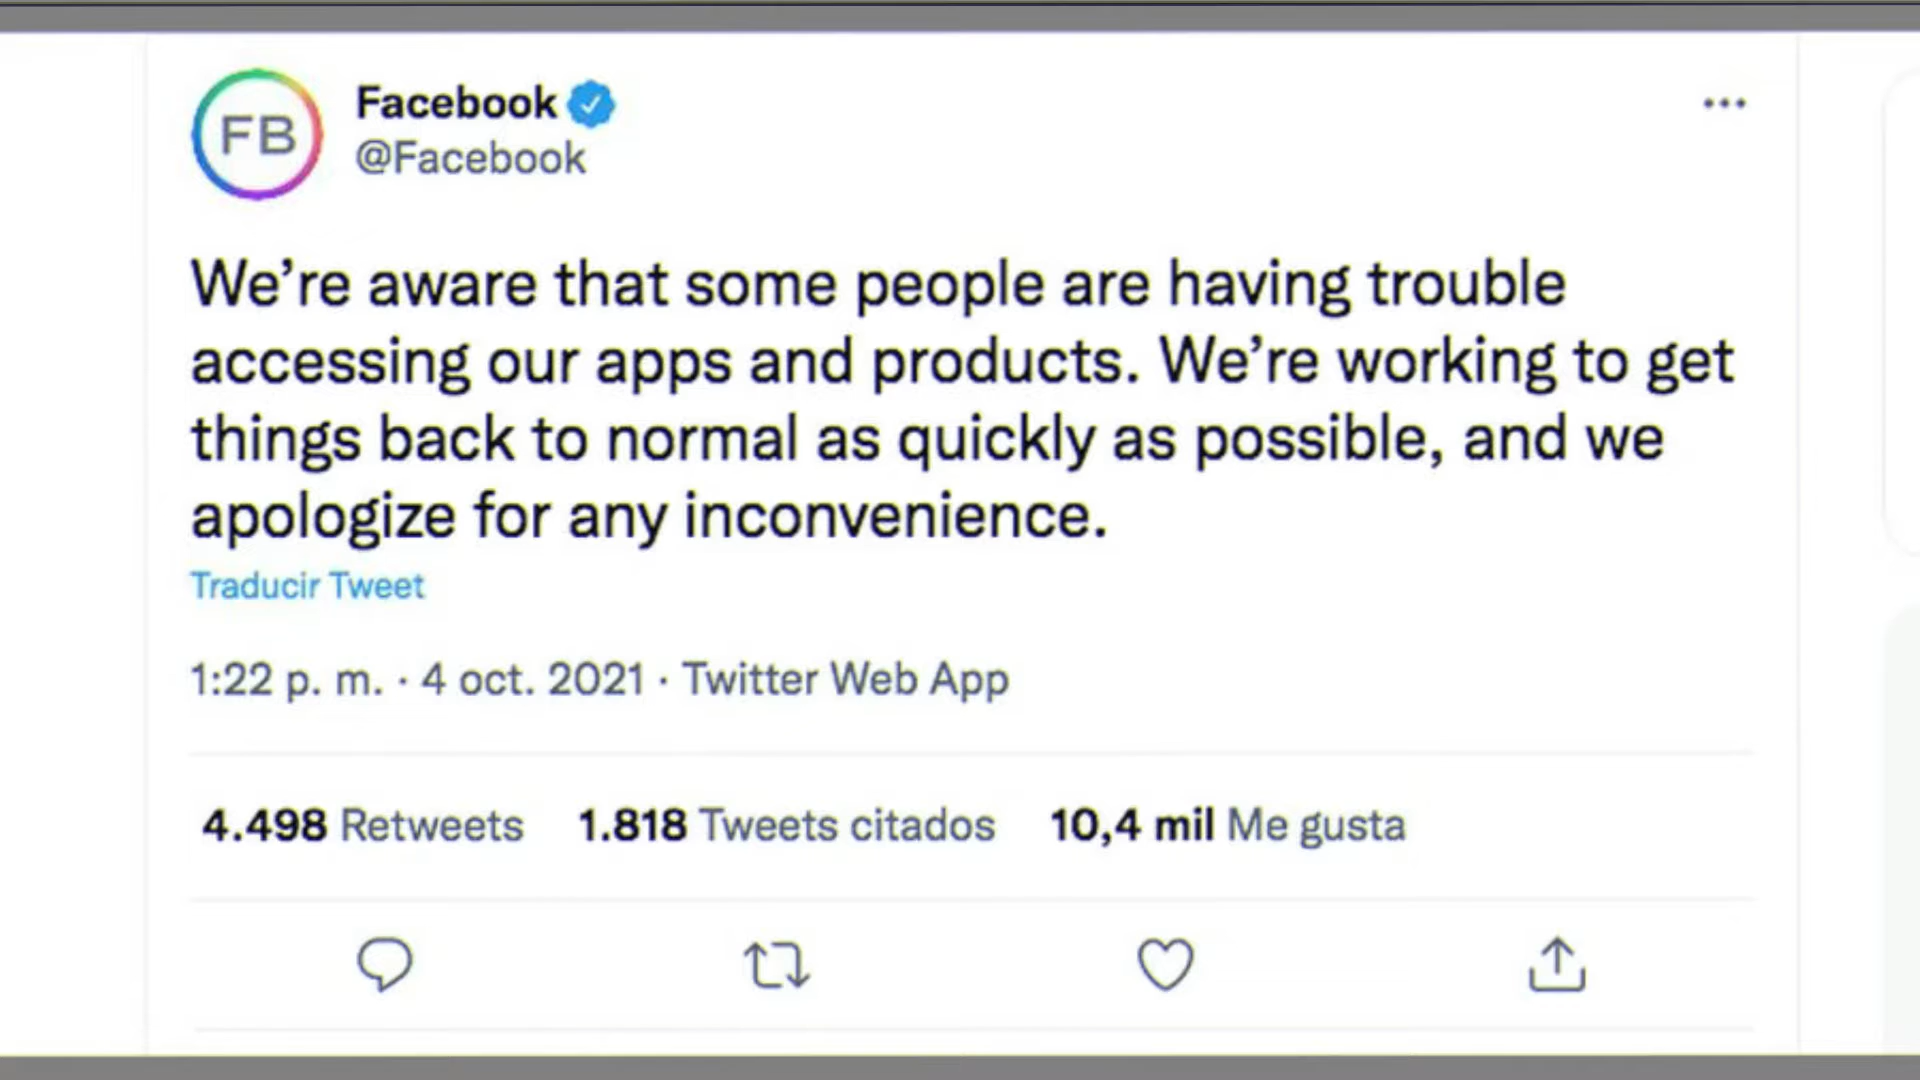 FB
Facebook
@Facebook
We’re aware that some people are having trouble
accessing our apps and products. We’re working to get
things back to normal as quickly as possible, and we
apologize for any inconvenience.
Traducir Tweet
1:22 p. m. · 4 oct. 2021 · Twitter Web App
4.498 Retweets 1.818 Tweets citados 10,4 mil Me gusta